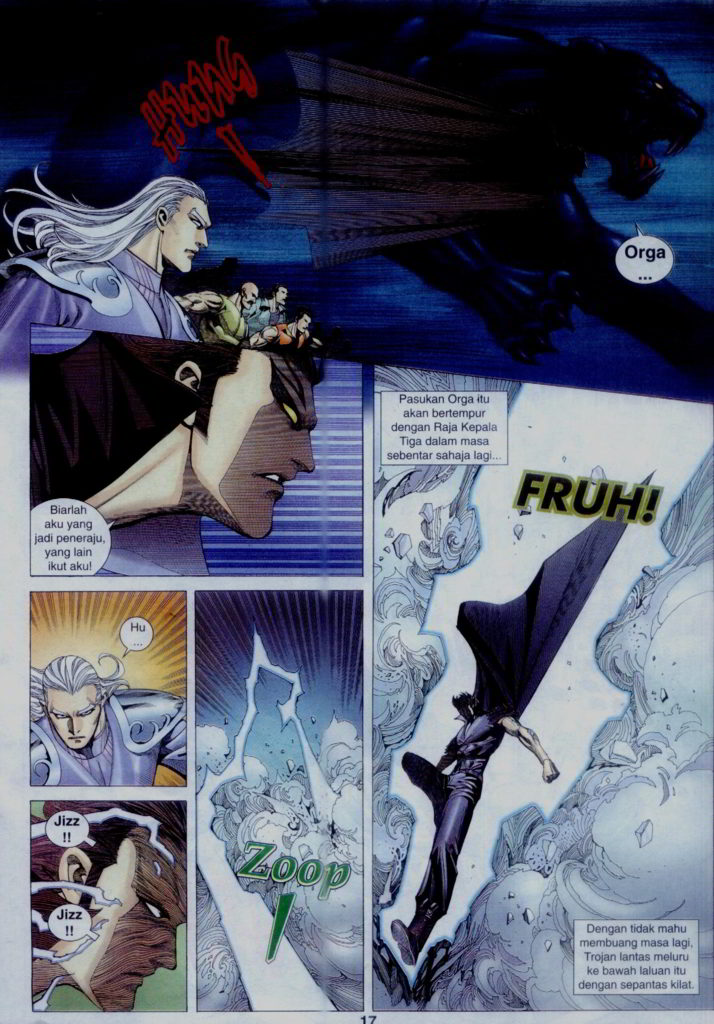 Orga
...
Biarlah
aku yang
jadi peneraju,
yang lain
ikut aku!
Pasukan Orga itu
akan bertempur
dengan Raja Kepala
Tiga dalam masa
sebentar sahaja lagi...
FRUH!
Hu
...
Zoop
!
Jizz
!!
Jizz
!!
Dengan tidak mahu
membuang masa lagi,
Trojan lantas meluru
ke bawah laluan itu
dengan sepantas kilat.
17